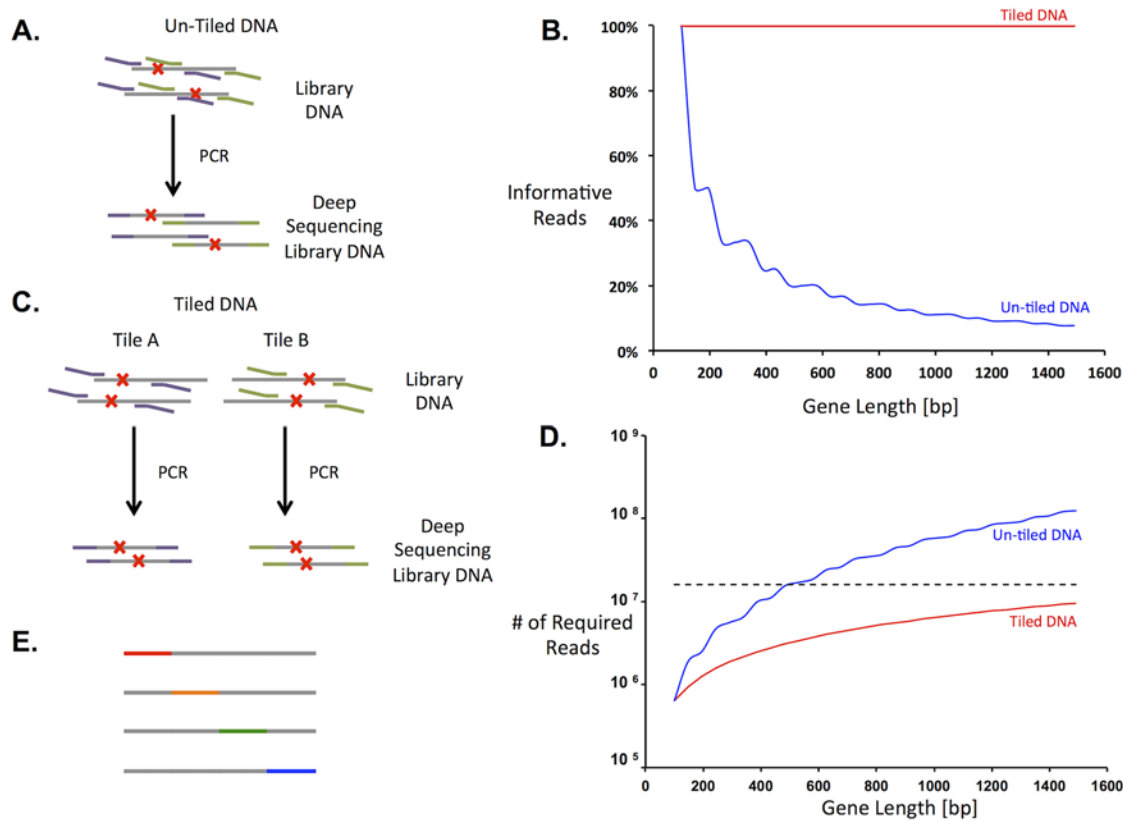 A.
Un-Tiled DNA
Library
DNA
PCR
Deep
Sequencing
Library DNA
B.
Tiled DNA
100%
80%
60%
40%
20%
0%
Informative
Reads
Un-tiled DNA
0 200 400 600 800 1000 1200 1400 1600
Gene Length [bp]
C.
Tiled DNA
Tile A Tile B
Library
DNA
PCR PCR
Deep
Sequencing
Library DNA
D.
10 9
10 8
10 7
10 6
10 5
# of Required
Reads
Un-tiled DNA
Tiled DNA
0 200 400 600 800 1000 1200 1400 1600
Gene Length [bp]
E.